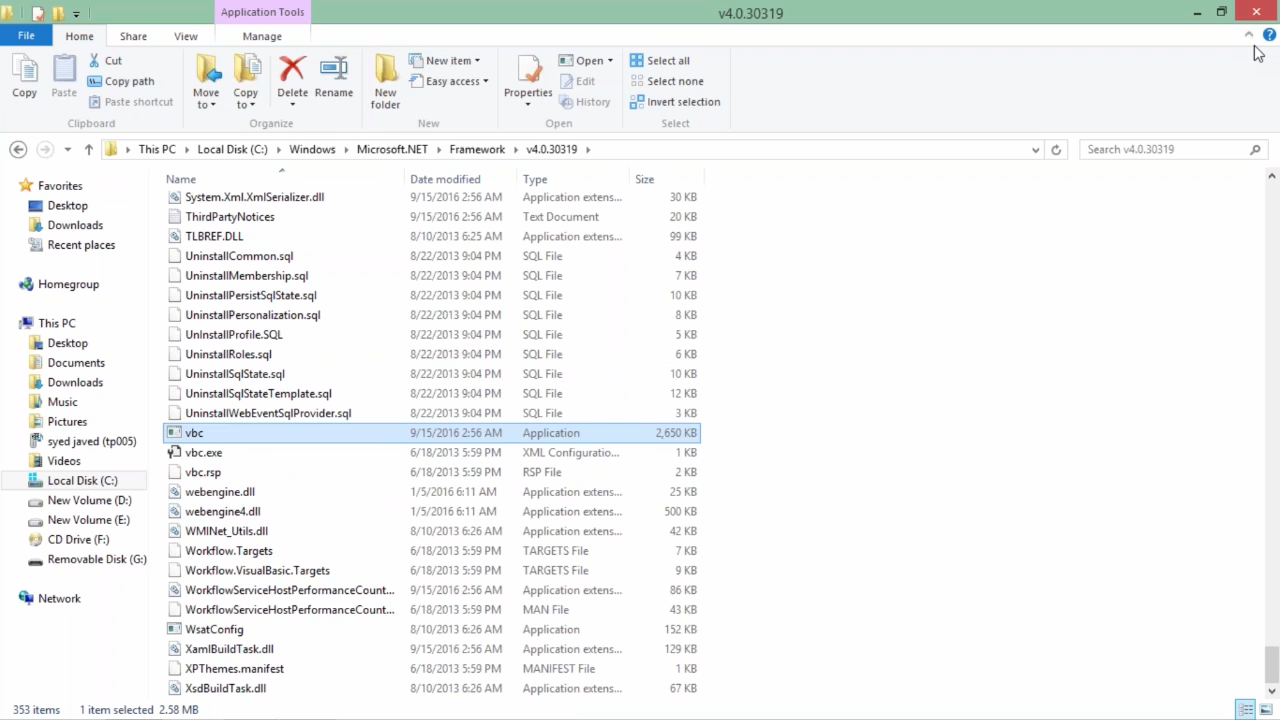 Application Tools
v4.0.30319
File Home Share View Manage
Copy
Paste
Cut
Copy path
Paste shortcut
Clipboard
Move to
Copy to
Delete
Rename
Organize
New folder
New item
Easy access
New
Properties
Open
Edit
History
Open
Select all
Select none
Invert selection
Select
This PC Local Disk (C:) Windows Microsoft.NET Framework v4.0.30319
Search v4.0.30319
Favorites
Desktop
Downloads
Recent places
Homegroup
This PC
Desktop
Documents
Downloads
Music
Pictures
syed javed (tp005)
Videos
Local Disk (C:)
New Volume (D:)
New Volume (E:)
CD Drive (F:)
Removable Disk (G:)
Network
Name Date modified Type Size
System.Xml.XmlSerializer.dll 9/15/2016 2:56 AM Application extens... 30 KB
ThirdPartyNotices 9/15/2016 2:56 AM Text Document 20 KB
TLBREF.DLL 8/10/2013 6:25 AM Application extens... 99 KB
UninstallCommon.sql 8/22/2013 9:04 PM SQL File 4 KB
UninstallMembership.sql 8/22/2013 9:04 PM SQL File 7 KB
UninstallPersistSqlState.sql 8/22/2013 9:04 PM SQL File 10 KB
UninstallPersonalization.sql 8/22/2013 9:04 PM SQL File 8 KB
UnInstallProfile.SQL 8/22/2013 9:04 PM SQL File 5 KB
UninstallRoles.sql 8/22/2013 9:04 PM SQL File 6 KB
UninstallSqlState.sql 8/22/2013 9:04 PM SQL File 10 KB
UninstallSqlStateTemplate.sql 8/22/2013 9:04 PM SQL File 12 KB
UninstallWebEventSqlProvider.sql 8/22/2013 9:04 PM SQL File 3 KB
vbc 9/15/2016 2:56 AM Application 2,650 KB
vbc.exe 6/18/2013 5:59 PM XML Configuratio... 1 KB
vbc.rsp 6/18/2013 5:59 PM RSP File 2 KB
webengine.dll 1/5/2016 6:11 AM Application extens... 25 KB
webengine4.dll 1/5/2016 6:11 AM Application extens... 500 KB
WMINet_Utils.dll 8/10/2013 6:26 AM Application extens... 42 KB
Workflow.Targets 6/18/2013 5:59 PM TARGETS File 7 KB
Workflow.VisualBasic.Targets 6/18/2013 5:59 PM TARGETS File 9 KB
WorkflowServiceHostPerformanceCount... 9/15/2016 2:56 AM Application extens... 86 KB
WorkflowServiceHostPerformanceCount... 6/18/2013 5:59 PM MAN File 43 KB
WsatConfig 8/10/2013 6:26 AM Application 152 KB
XamlBuildTask.dll 9/15/2016 2:56 AM Application extens... 129 KB
XPThemes.manifest 6/18/2013 5:59 PM MANIFEST File 1 KB
XsdBuildTask.dll 8/10/2013 6:26 AM Application extens... 67 KB
353 items 1 item selected 2.58 MB